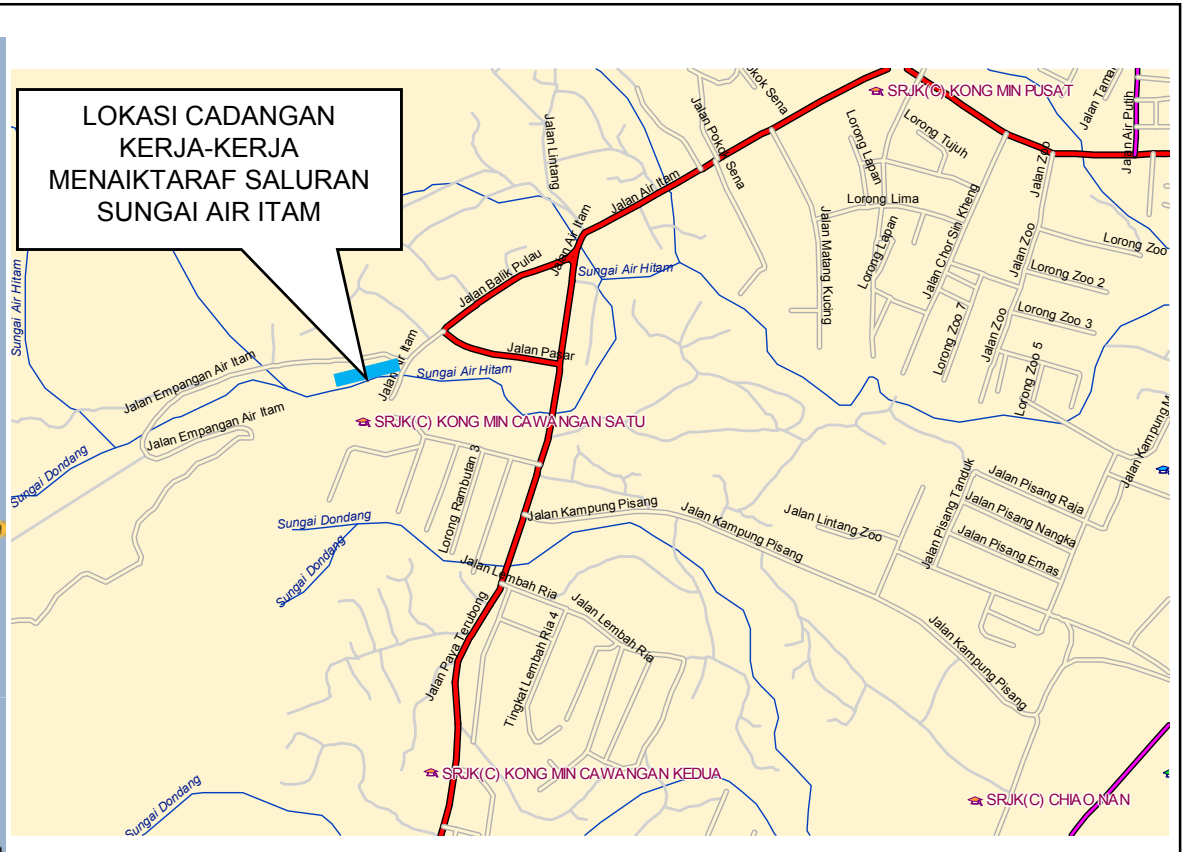 LOKASI CADANGAN
KERJA-KERJA
MENAIKTARAF SALURAN
SUNGAI AIR ITAM
SRJK(C) KONG MIN PUSAT
Jalan Pokok Sena
Jalan Lintang
Jalan Air Itam
Jalan Air Itam
Jalan Balik Pulau
Sungai Air Hitam
Jalan Matang Kucing
Lorong Lapan
Lorong Tujuh
Lorong Lima
Lorong Lapan
Jalan Chor Sin Kheng
Jalan Zoo
Jalan Air Putih
Lorong Zoo
Jalan Zoo
Lorong Zoo 2
Lorong Zoo 3
Jalan Zoo
Lorong Zoo 7
Lorong Zoo 5
Sungai Air Hitam
Jalan Pasar
Sungai Air Hitam
Jalan Empangan Air Itam
Jalan Empangan Air Itam
SRJK(C) KONG MIN CAWANGAN SATU
Sungai Dondang
Lorong Rambutan 3
Sungai Dondang
Sungai Dondang
Jalan Kampung Pisang
Jalan Kampung Pisang
Jalan Lintang Zoo
Jalan Pisang Tanduk
Jalan Pisang Raja
Jalan Pisang Nangka
Jalan Pisang Emas
Jalan Lembah Ria
Jalan Lembah Ria
Jalan Paya Terubong
Tingkat Lembah Ria 4
Jalan Kampung Pisang
SRJK(C) KONG MIN CAWANGAN KEDUA
SRJK(C) CHIAO NAN
Sungai Dondang